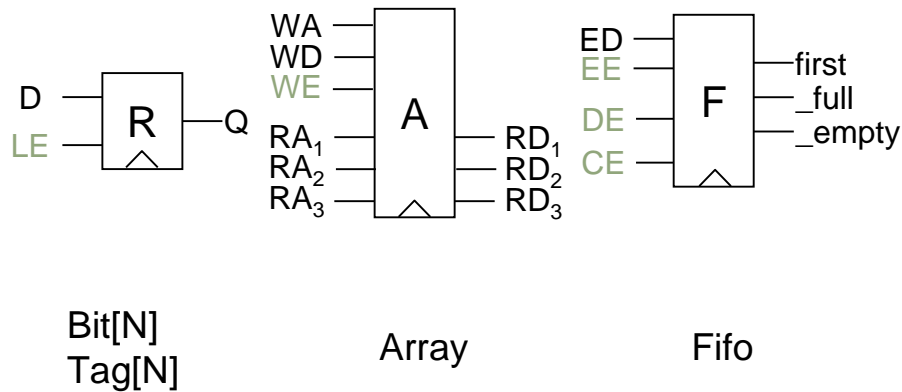 D
LE
R
Q
Bit[N]
Tag[N]
WA
WD
WE
RA₁
RA₂
RA₃
A
RD₁
RD₂
RD₃
Array
ED
EE
DE
CE
F
first
_full
_empty
Fifo